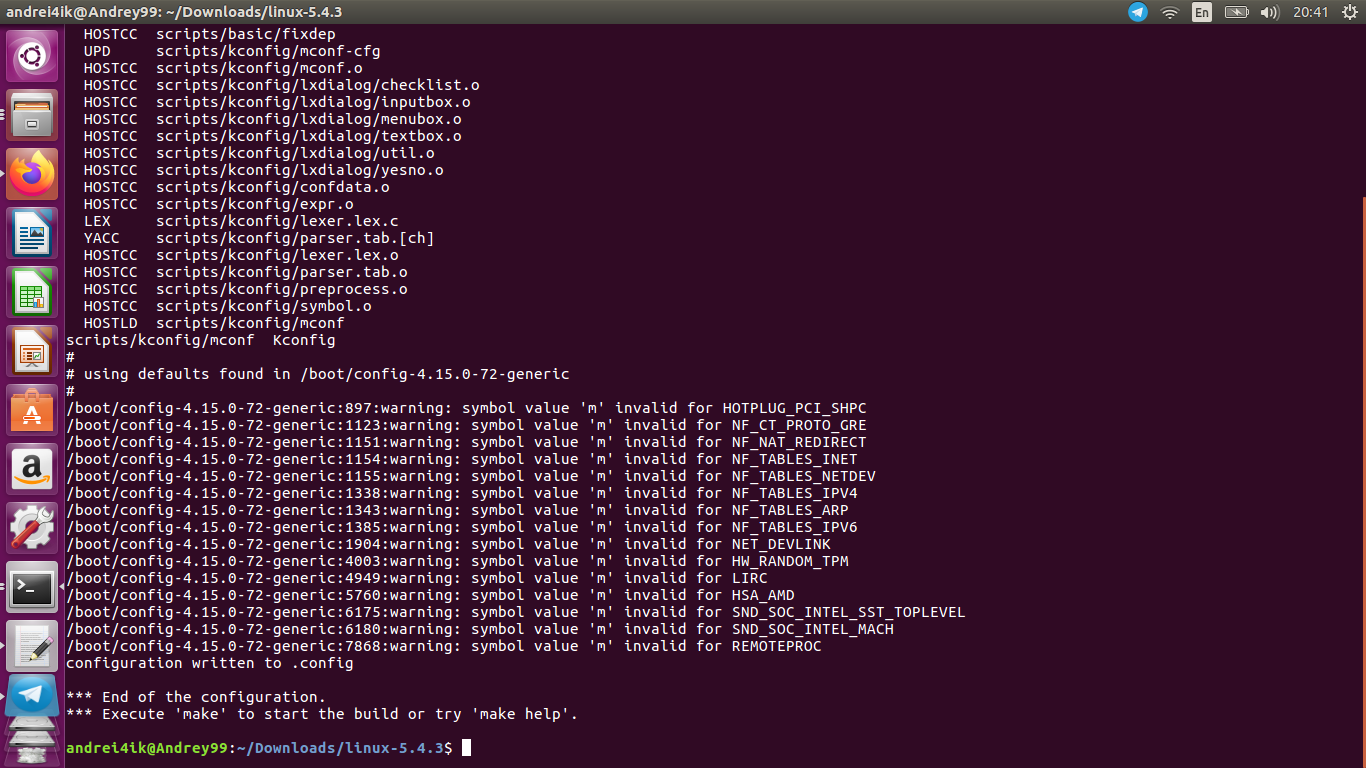 andrei4ik@Andrey99: ~/Downloads/linux-5.4.3
En
20:41
HOSTCC  scripts/basic/fixdep
UPD     scripts/kconfig/mconf-cfg
HOSTCC  scripts/kconfig/mconf.o
HOSTCC  scripts/kconfig/lxdialog/checklist.o
HOSTCC  scripts/kconfig/lxdialog/inputbox.o
HOSTCC  scripts/kconfig/lxdialog/menubox.o
HOSTCC  scripts/kconfig/lxdialog/textbox.o
HOSTCC  scripts/kconfig/lxdialog/util.o
HOSTCC  scripts/kconfig/lxdialog/yesno.o
HOSTCC  scripts/kconfig/confdata.o
HOSTCC  scripts/kconfig/expr.o
LEX     scripts/kconfig/lexer.lex.c
YACC    scripts/kconfig/parser.tab.[ch]
HOSTCC  scripts/kconfig/lexer.lex.o
HOSTCC  scripts/kconfig/parser.tab.o
HOSTCC  scripts/kconfig/preprocess.o
HOSTCC  scripts/kconfig/symbol.o
HOSTLD  scripts/kconfig/mconf
scripts/kconfig/mconf  Kconfig
#
# using defaults found in /boot/config-4.15.0-72-generic
#
/boot/config-4.15.0-72-generic:897:warning: symbol value 'm' invalid for HOTPLUG_PCI_SHPC
/boot/config-4.15.0-72-generic:1123:warning: symbol value 'm' invalid for NF_CT_PROTO_GRE
/boot/config-4.15.0-72-generic:1151:warning: symbol value 'm' invalid for NF_NAT_REDIRECT
/boot/config-4.15.0-72-generic:1154:warning: symbol value 'm' invalid for NF_TABLES_INET
/boot/config-4.15.0-72-generic:1155:warning: symbol value 'm' invalid for NF_TABLES_NETDEV
/boot/config-4.15.0-72-generic:1338:warning: symbol value 'm' invalid for NF_TABLES_IPV4
/boot/config-4.15.0-72-generic:1343:warning: symbol value 'm' invalid for NF_TABLES_ARP
/boot/config-4.15.0-72-generic:1385:warning: symbol value 'm' invalid for NF_TABLES_IPV6
/boot/config-4.15.0-72-generic:1904:warning: symbol value 'm' invalid for NET_DEVLINK
/boot/config-4.15.0-72-generic:4003:warning: symbol value 'm' invalid for HW_RANDOM_TPM
/boot/config-4.15.0-72-generic:4949:warning: symbol value 'm' invalid for LIRC
/boot/config-4.15.0-72-generic:5760:warning: symbol value 'm' invalid for HSA_AMD
/boot/config-4.15.0-72-generic:6175:warning: symbol value 'm' invalid for SND_SOC_INTEL_SST_TOPLEVEL
/boot/config-4.15.0-72-generic:6180:warning: symbol value 'm' invalid for SND_SOC_INTEL_MACH
/boot/config-4.15.0-72-generic:7868:warning: symbol value 'm' invalid for REMOTEPROC
configuration written to .config
*** End of the configuration.
*** Execute 'make' to start the build or try 'make help'.
andrei4ik@Andrey99:~/Downloads/linux-5.4.3$